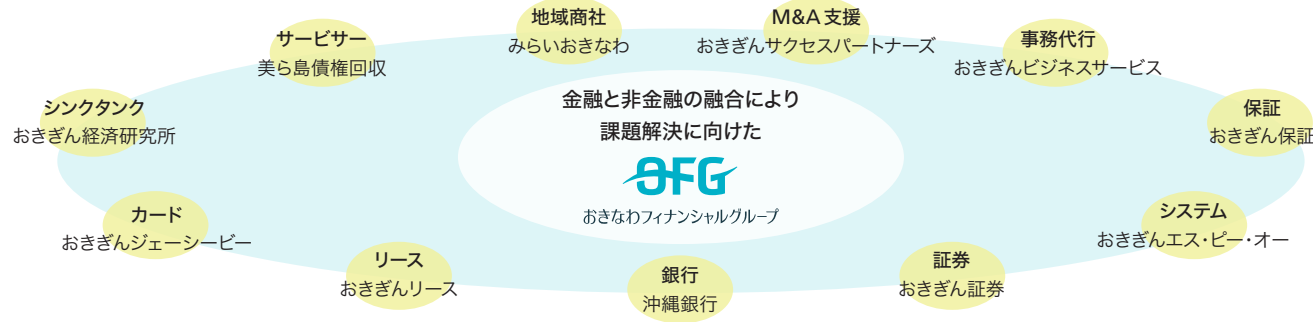 地域商社
みらいおきなわ
M&A支援
おきぎんサクセスパートナーズ
サービサー
美ら島債権回収
事務代行
おきぎんビジネスサービス
シンクタンク
おきぎん経済研究所
金融と非金融の融合により
課題解決に向けた
OFG
おきなわフィナンシャルグループ
保証
おきぎん保証
カード
おきぎんジェーシービー
システム
おきぎんエス・ピー・オー
リース
おきぎんリース
銀行
沖縄銀行
証券
おきぎん証券